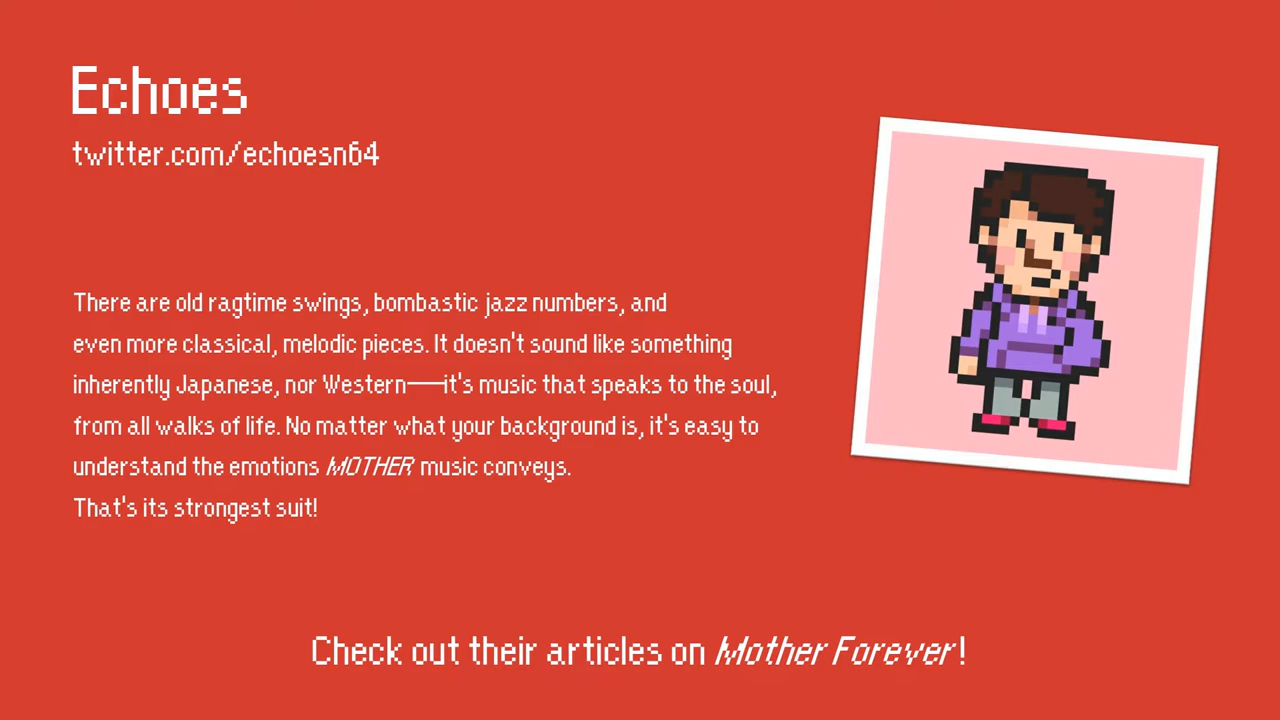 Echoes
twitter.com/echoesn64
There are old ragtime swings, bombastic jazz numbers, and
even more classical, melodic pieces. It doesn't sound like something
inherently Japanese, nor Western——it's music that speaks to the soul,
from all walks of life. No matter what your background is, it's easy to
understand the emotions MOTHER music conveys.
That's its strongest suit!
Check out their articles on Mother Forever!